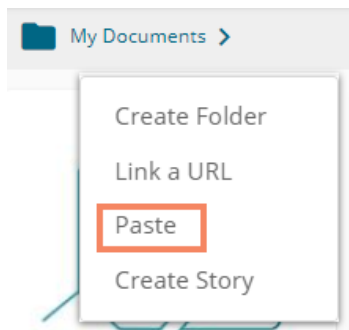 My Documents
Create Folder
Link a URL
Paste
Create Story